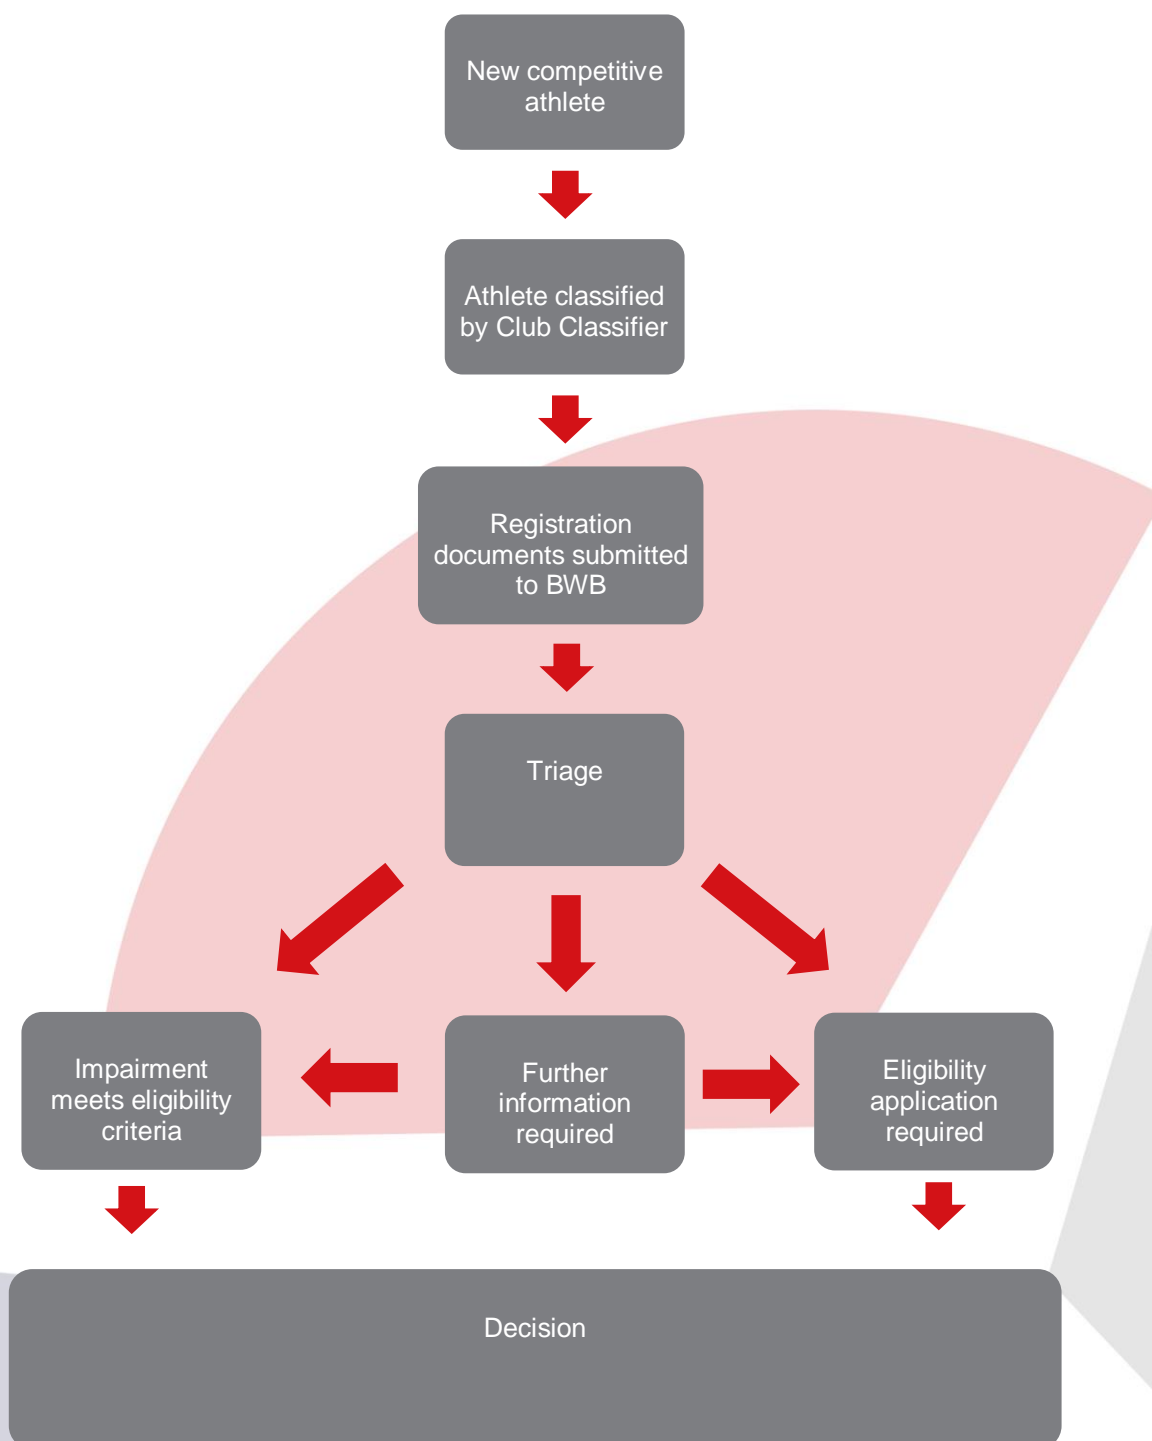 New competitive
athlete
Athlete classified
by Club Classifier
Registration
documents submitted
to BWB
Triage
Impairment
meets eligibility
criteria
Further
information
required
Eligibility
application
required
Decision